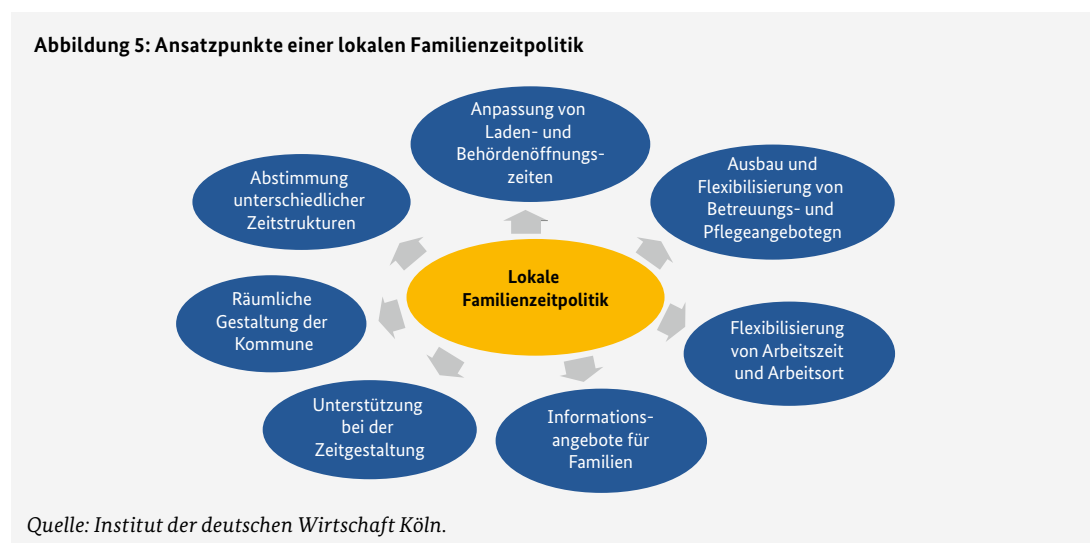 Abbildung 5: Ansatzpunkte einer lokalen Familienzeitpolitik
Anpassung von
Laden- und
Behördenöffnungs-
zeiten
Ausbau und
Flexibilisierung von
Betreuungs- und
Pflegeangebotegn
Abstimmung
unterschiedlicher
Zeitstrukturen
Lokale
Familienzeitpolitik
Räumliche
Gestaltung der
Kommune
Flexibilisierung
von Arbeitszeit
und Arbeitsort
Unterstützung
bei der
Zeitgestaltung
Informations-
angebote für
Familien
Quelle: Institut der deutschen Wirtschaft Köln.